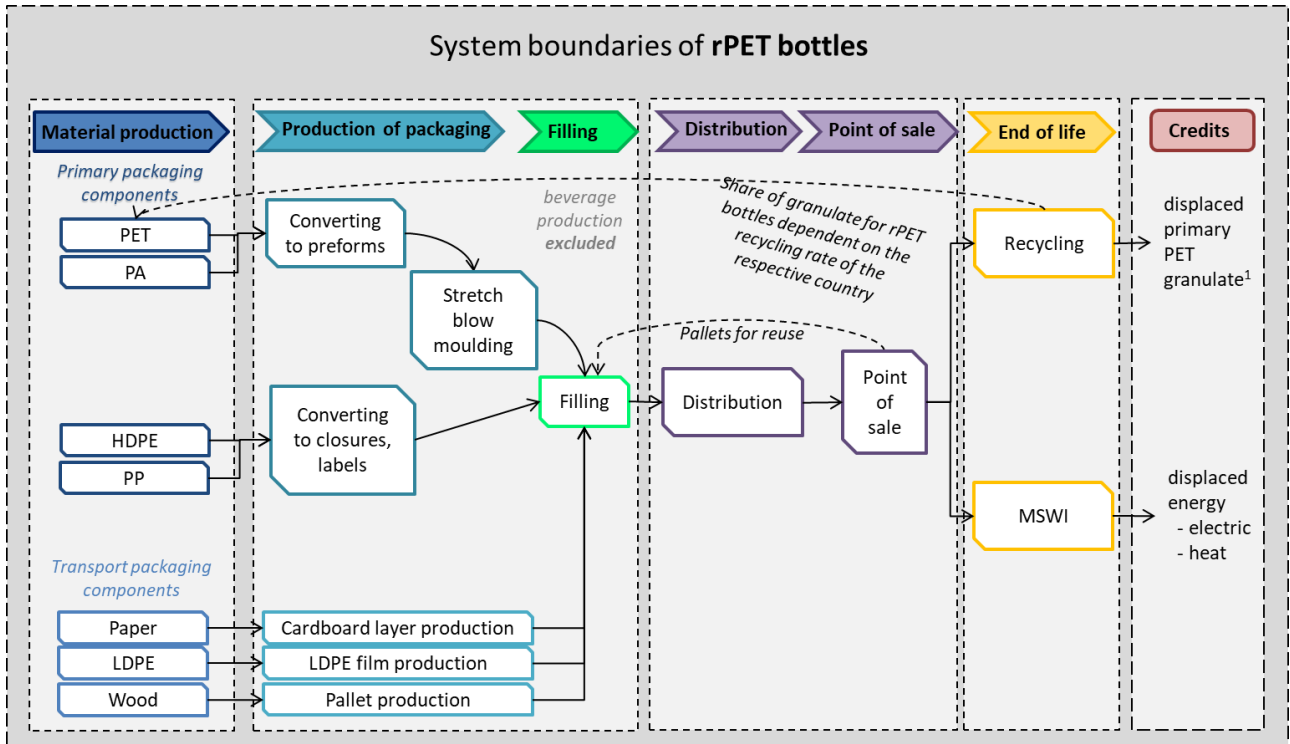 System boundaries of rPET bottles
Material production
Production of packaging
Filling
Distribution
Point of sale
End of life
Credits
Primary packaging
components
PET
PA
HDPE
PP
Transport packaging
components
Paper
LDPE
Wood
Converting
to preforms
Stretch
blow
moulding
beverage
production
excluded
Converting
to closures,
labels
Filling
Cardboard layer production
LDPE film production
Pallet production
Share of granulate for rPET
bottles dependent on the
recycling rate of the
respective country
Pallets for reuse
Distribution
Point
of
sale
Recycling
MSWI
displaced
primary
PET
granulate¹
displaced
energy
- electric
- heat